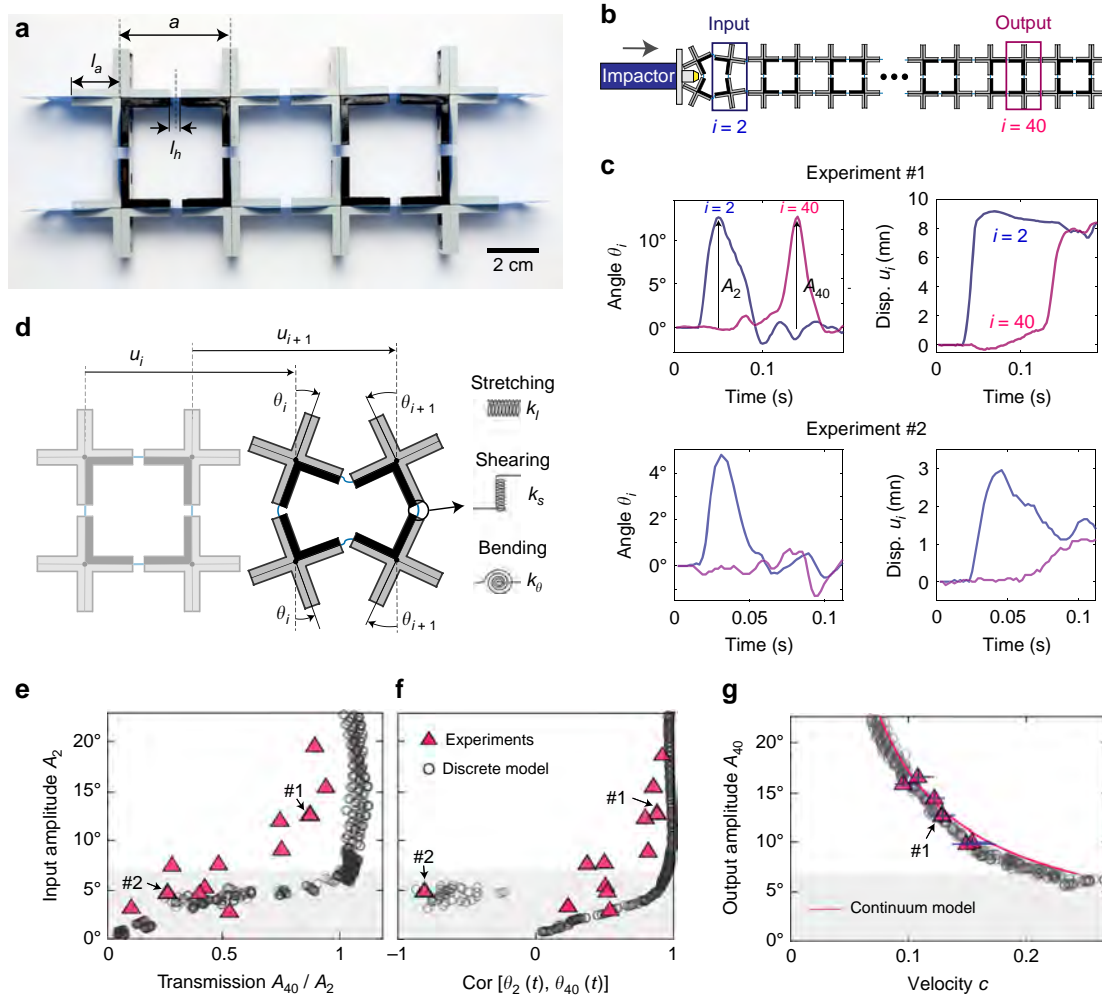 a
a
l_a
l_h
2 cm
b
Input
Output
Impactor
i = 2
i = 40
c
Experiment #1
Angle θ_i
10°
5°
0°
i = 2
i = 40
A_2
A_40
0
0.1
Time (s)
Disp. u_i (mn)
10
8
6
4
2
0
i = 2
i = 40
0
0.1
Time (s)
Experiment #2
Angle θ_i
4°
2°
0°
0
0.05
0.1
Time (s)
Disp. u_i (mn)
3
2
1
0
0
0.05
0.1
Time (s)
d
u_i
u_{i+1}
θ_i
θ_{i+1}
θ_i
θ_{i+1}
Stretching
k_l
Shearing
k_s
Bending
k_θ
e
Input amplitude A_2
20°
15°
10°
5°
0°
#1
#2
0
0.5
1
Transmission A_40 / A_2
f
Experiments
Discrete model
#1
#2
−1
0
1
Cor [θ_2 (t), θ_40 (t)]
g
Output amplitude A_40
20°
15°
10°
5°
0°
#1
Continuum model
0
0.1
0.2
Velocity c